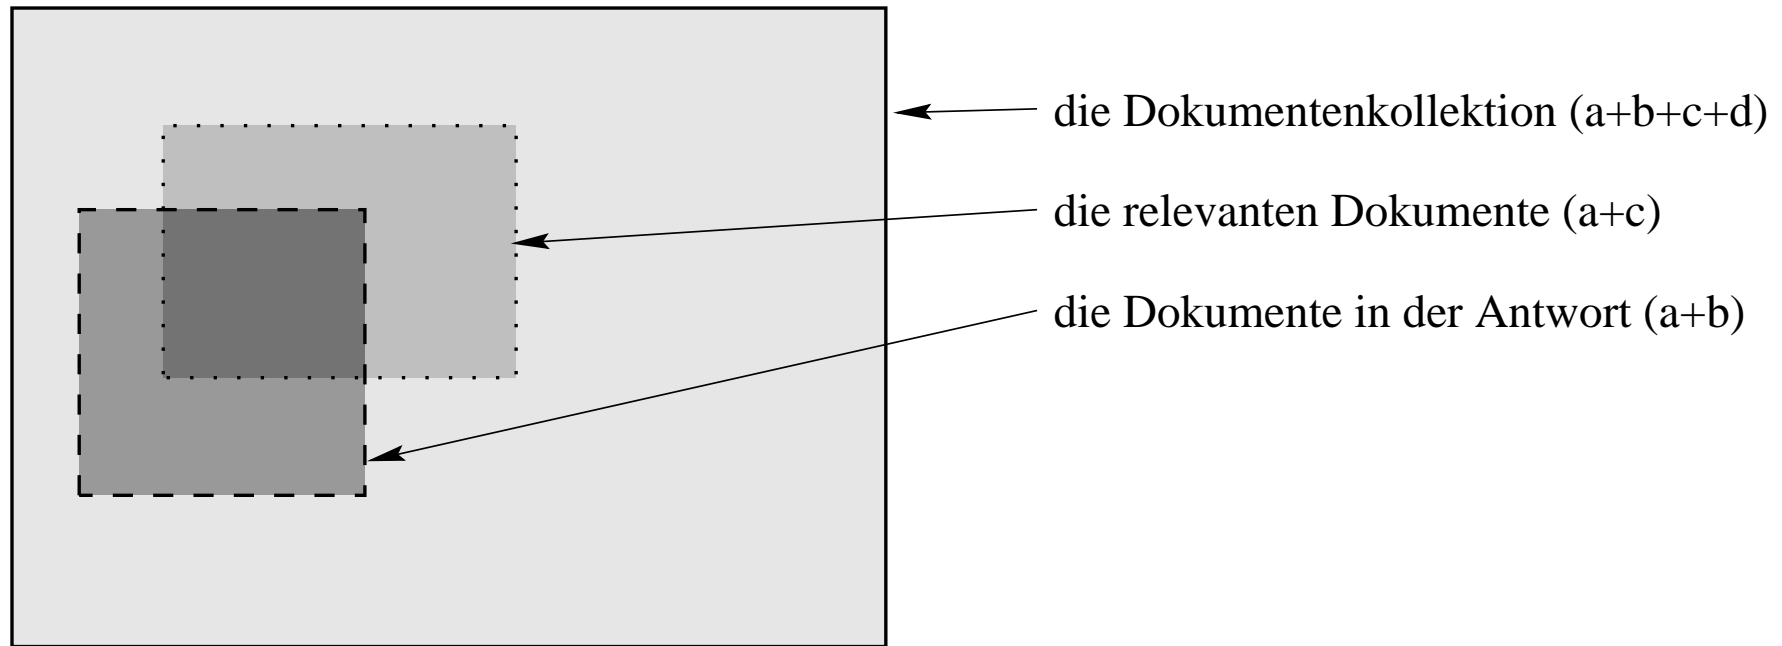 die Dokumentenkollektion (a+b+c+d)
die relevanten Dokumente (a+c)
die Dokumente in der Antwort (a+b)